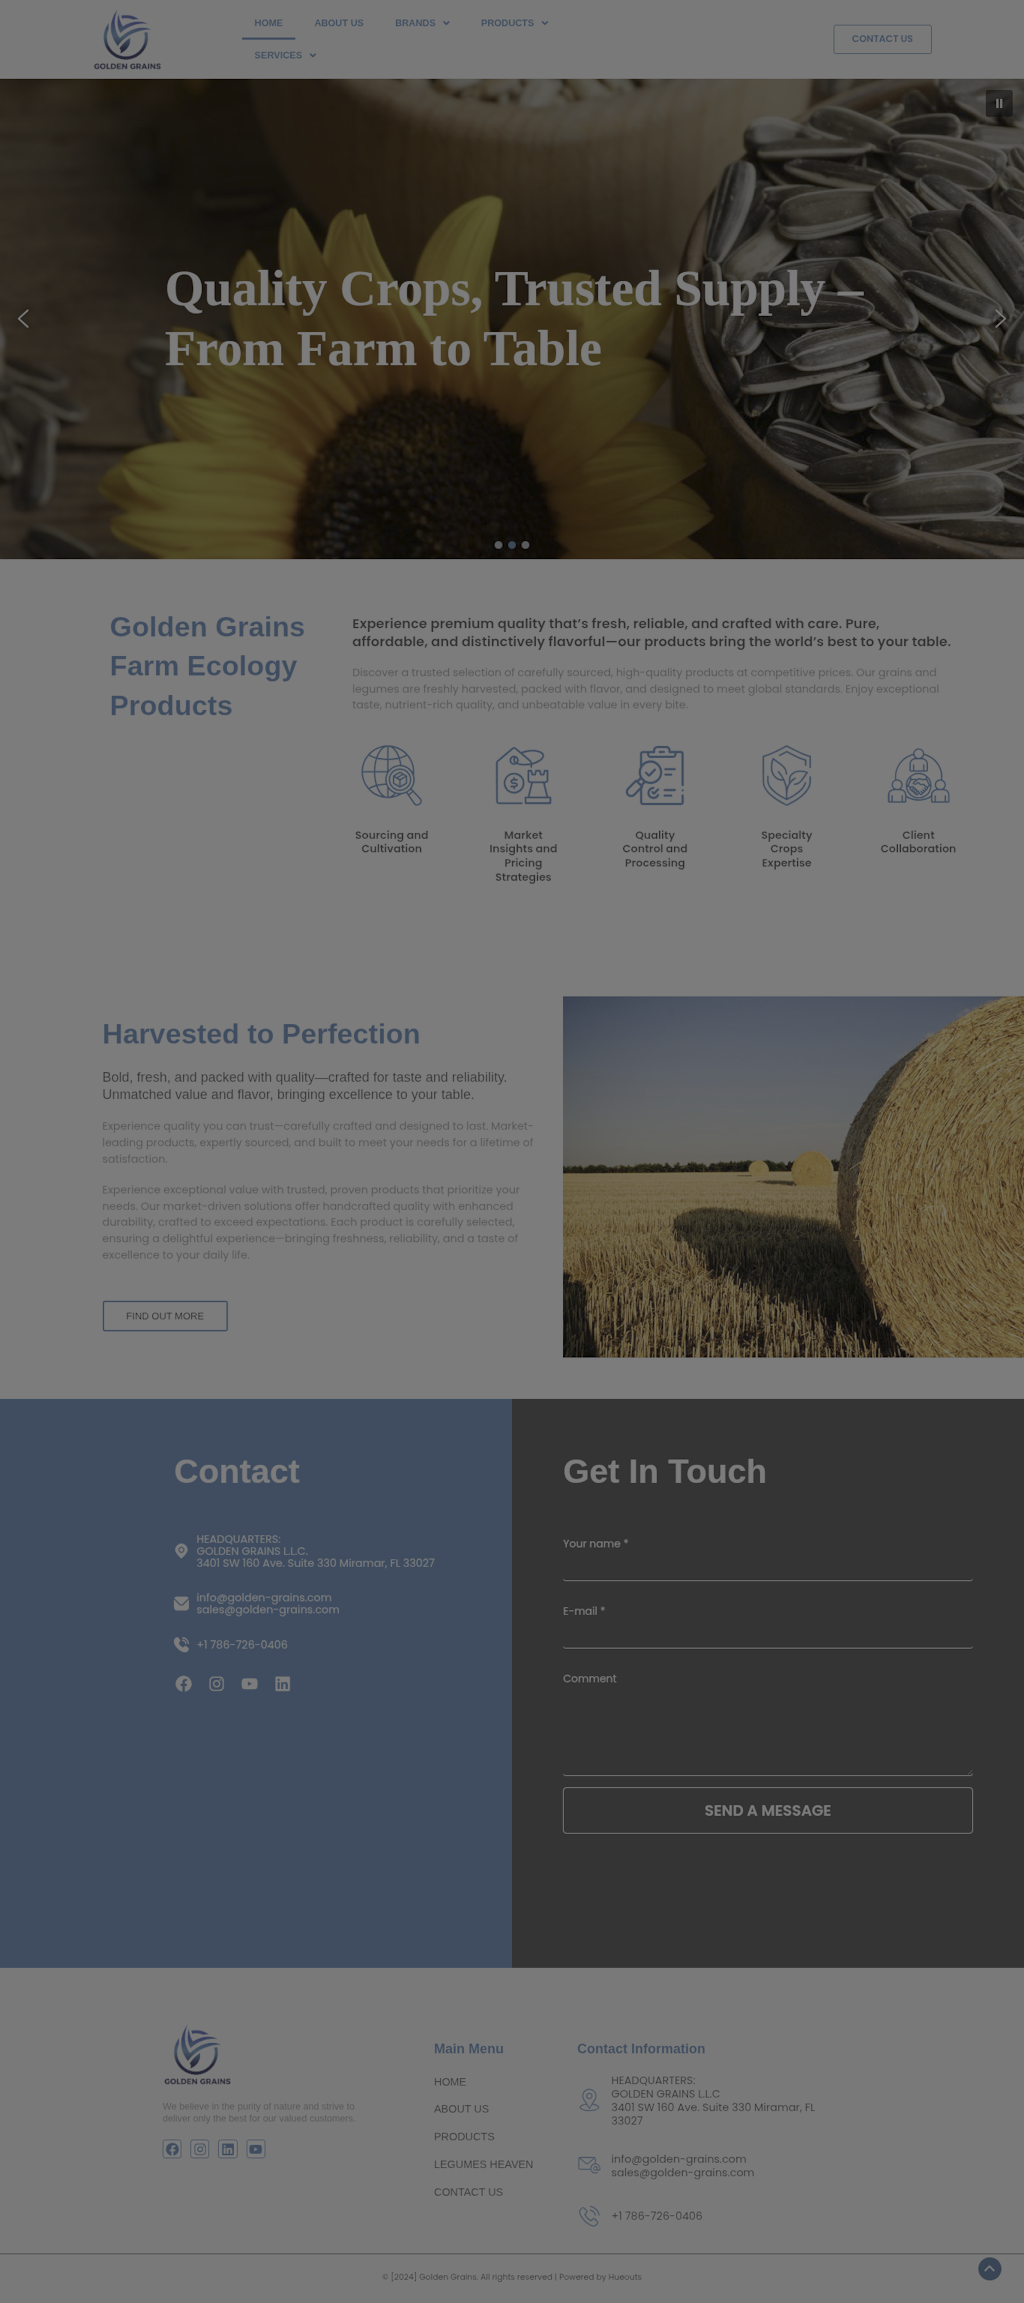 GOLDEN GRAINS
HOME
ABOUT US
BRANDS
PRODUCTS
SERVICES
CONTACT US
Quality Crops, Trusted Supply –
From Farm to Table
Golden Grains
Farm Ecology
Products
Experience premium quality that’s fresh, reliable, and crafted with care. Pure,
affordable, and distinctively flavorful—our products bring the world’s best to your table.
Discover a trusted selection of carefully sourced, high-quality products at competitive prices. Our grains and
legumes are freshly harvested, packed with flavor, and designed to meet global standards. Enjoy exceptional
taste, nutrient-rich quality, and unbeatable value in every bite.
Sourcing and
Cultivation
Market
Insights and
Pricing
Strategies
Quality
Control and
Processing
Specialty
Crops
Expertise
Client
Collaboration
Harvested to Perfection
Bold, fresh, and packed with quality—crafted for taste and reliability.
Unmatched value and flavor, bringing excellence to your table.
Experience quality you can trust—carefully crafted and designed to last. Market-
leading products, expertly sourced, and built to meet your needs for a lifetime of
satisfaction.
Experience exceptional value with trusted, proven products that prioritize your
needs. Our market-driven solutions offer handcrafted quality with enhanced
durability, crafted to exceed expectations. Each product is carefully selected,
ensuring a delightful experience—bringing freshness, reliability, and a taste of
excellence to your daily life.
FIND OUT MORE
Contact
HEADQUARTERS:
GOLDEN GRAINS L.L.C.
3401 SW 160 Ave. Suite 330 Miramar, FL 33027
info@golden-grains.com
sales@golden-grains.com
+1 786-726-0406
Get In Touch
Your name *
E-mail *
Comment
SEND A MESSAGE
GOLDEN GRAINS
We believe in the purity of nature and strive to
deliver only the best for our valued customers.
Main Menu
HOME
ABOUT US
PRODUCTS
LEGUMES HEAVEN
CONTACT US
Contact Information
HEADQUARTERS:
GOLDEN GRAINS L.L.C
3401 SW 160 Ave. Suite 330 Miramar, FL
33027
info@golden-grains.com
sales@golden-grains.com
+1 786-726-0406
© [2024] Golden Grains. All rights reserved | Powered by Hueouts